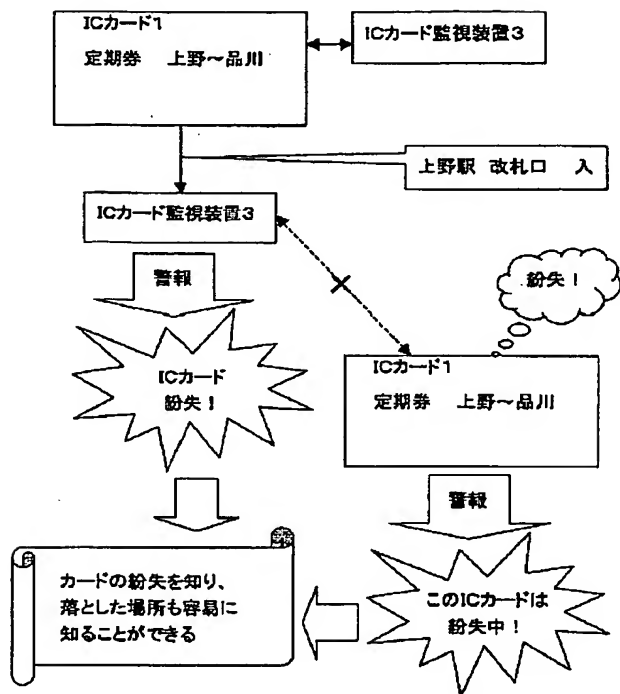 ICカード1
定期券 上野～品川
ICカード監視装置3
上野駅 改札口 入
ICカード監視装置3
警報
紛失!
ICカード
紛失!
ICカード1
定期券 上野～品川
警報
カードの紛失を知り、
落とした場所も容易に
知ることができる
このICカードは
紛失中!